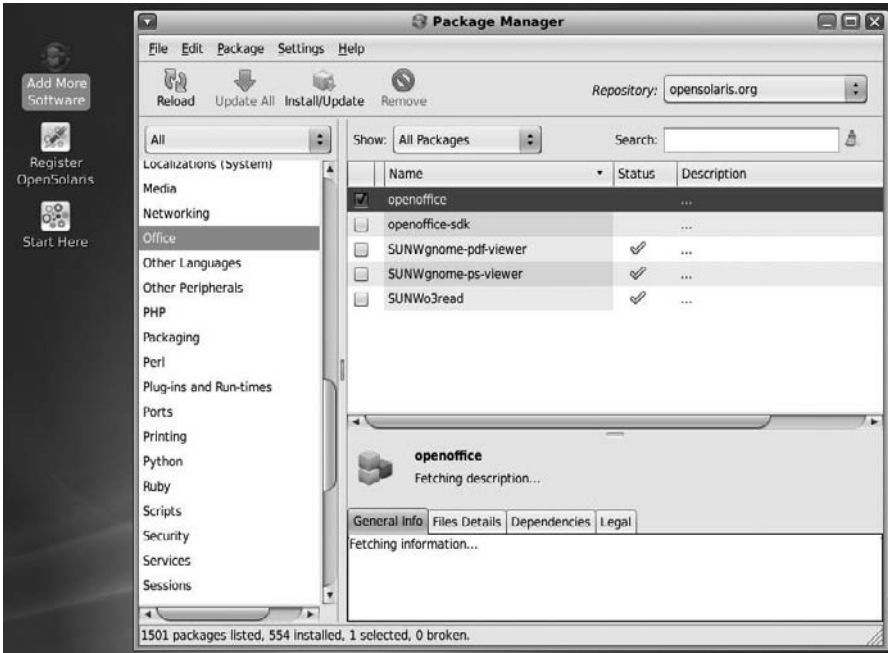 Package Manager
File Edit Package Settings Help
Reload Update All Install/Update Remove
Repository: opensolaris.org
Add More
Software
Register
OpenSolaris
Start Here
All
Localizations (System)
Media
Networking
Office
Other Languages
Other Peripherals
PHP
Packaging
Perl
Plug-ins and Run-times
Ports
Printing
Python
Ruby
Scripts
Security
Services
Sessions
Show: All Packages
Search:
Name Status Description
openoffice ...
openoffice-sdk ...
SUNWgnome-pdf-viewer ...
SUNWgnome-ps-viewer ...
SUNWo3read ...
openoffice
Fetching description...
General Info Files Details Dependencies Legal
Fetching information...
1501 packages listed, 554 installed, 1 selected, 0 broken.